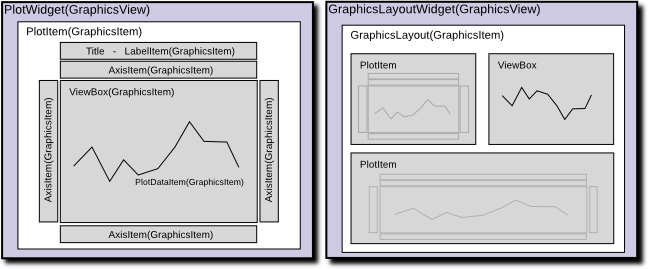 PlotWidget(GraphicsView)
PlotItem(GraphicsItem)
Title - LabelItem(GraphicsItem)
AxisItem(GraphicsItem)
AxisItem(GraphicsItem)
ViewBox(GraphicsItem)
PlotDataItem(GraphicsItem)
AxisItem(GraphicsItem)
AxisItem(GraphicsItem)
GraphicsLayoutWidget(GraphicsView)
GraphicsLayout(GraphicsItem)
PlotItem
ViewBox
PlotItem